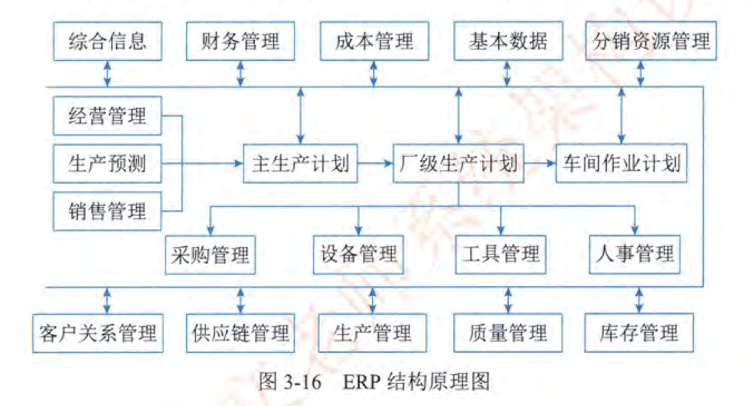 综合信息 财务管理 成本管理 基本数据 分销资源管理
经营管理
生产预测 主生产计划 厂级生产计划 车间作业计划
销售管理
采购管理 设备管理 工具管理 人事管理
客户关系管理 供应链管理 生产管理 质量管理 库存管理
图 3-16 ERP 结构原理图